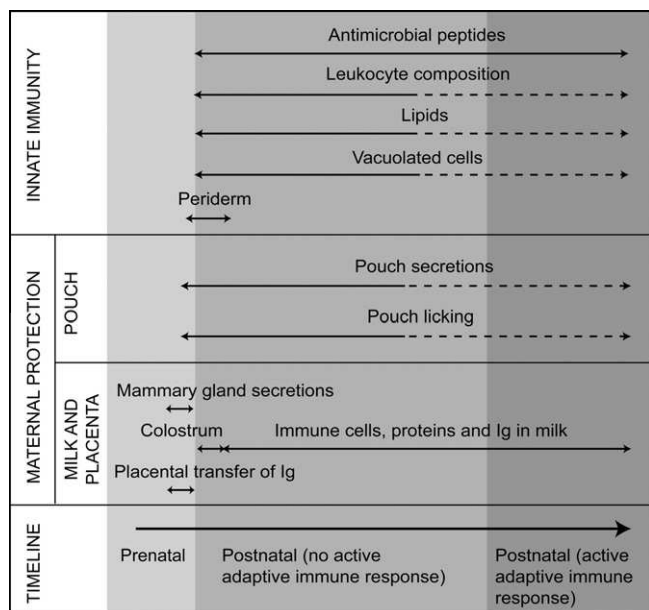 INNATE IMMUNITY
Antimicrobial peptides
Leukocyte composition
Lipids
Vacuolated cells
Periderm
MATERNAL PROTECTION
POUCH
Pouch secretions
Pouch licking
MILK AND
PLACENTA
Mammary gland secretions
Colostrum
Immune cells, proteins and Ig in milk
Placental transfer of Ig
TIMELINE
Prenatal
Postnatal (no active
adaptive immune response)
Postnatal (active
adaptive immune
response)